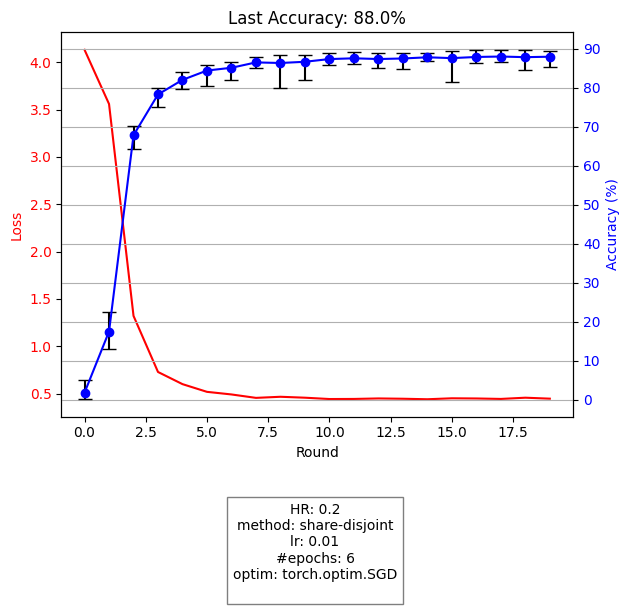 Last Accuracy: 88.0%
4.0
3.5
3.0
2.5
2.0
1.5
1.0
0.5
Loss
90
80
70
60
50
40
30
20
10
0
Accuracy (%)
0.0 2.5 5.0 7.5 10.0 12.5 15.0 17.5
Round
HR: 0.2
method: share-disjoint
lr: 0.01
#epochs: 6
optim: torch.optim.SGD